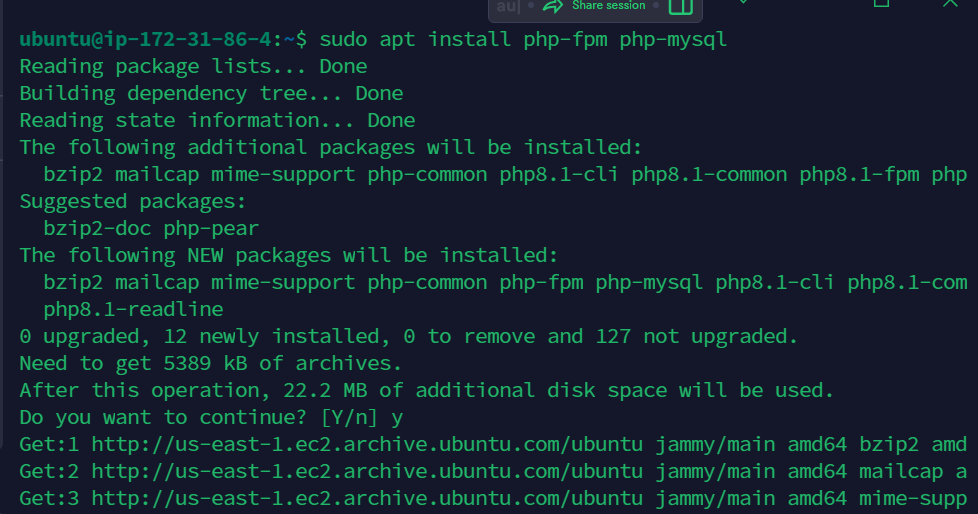 au| Share session
ubuntu@ip-172-31-86-4:~$ sudo apt install php-fpm php-mysql
Reading package lists... Done
Building dependency tree... Done
Reading state information... Done
The following additional packages will be installed:
bzip2 mailcap mime-support php-common php8.1-cli php8.1-common php8.1-fpm php
Suggested packages:
bzip2-doc php-pear
The following NEW packages will be installed:
bzip2 mailcap mime-support php-common php-fpm php-mysql php8.1-cli php8.1-com
php8.1-readline
0 upgraded, 12 newly installed, 0 to remove and 127 not upgraded.
Need to get 5389 kB of archives.
After this operation, 22.2 MB of additional disk space will be used.
Do you want to continue? [Y/n] y
Get:1 http://us-east-1.ec2.archive.ubuntu.com/ubuntu jammy/main amd64 bzip2 amd
Get:2 http://us-east-1.ec2.archive.ubuntu.com/ubuntu jammy/main amd64 mailcap a
Get:3 http://us-east-1.ec2.archive.ubuntu.com/ubuntu jammy/main amd64 mime-supp